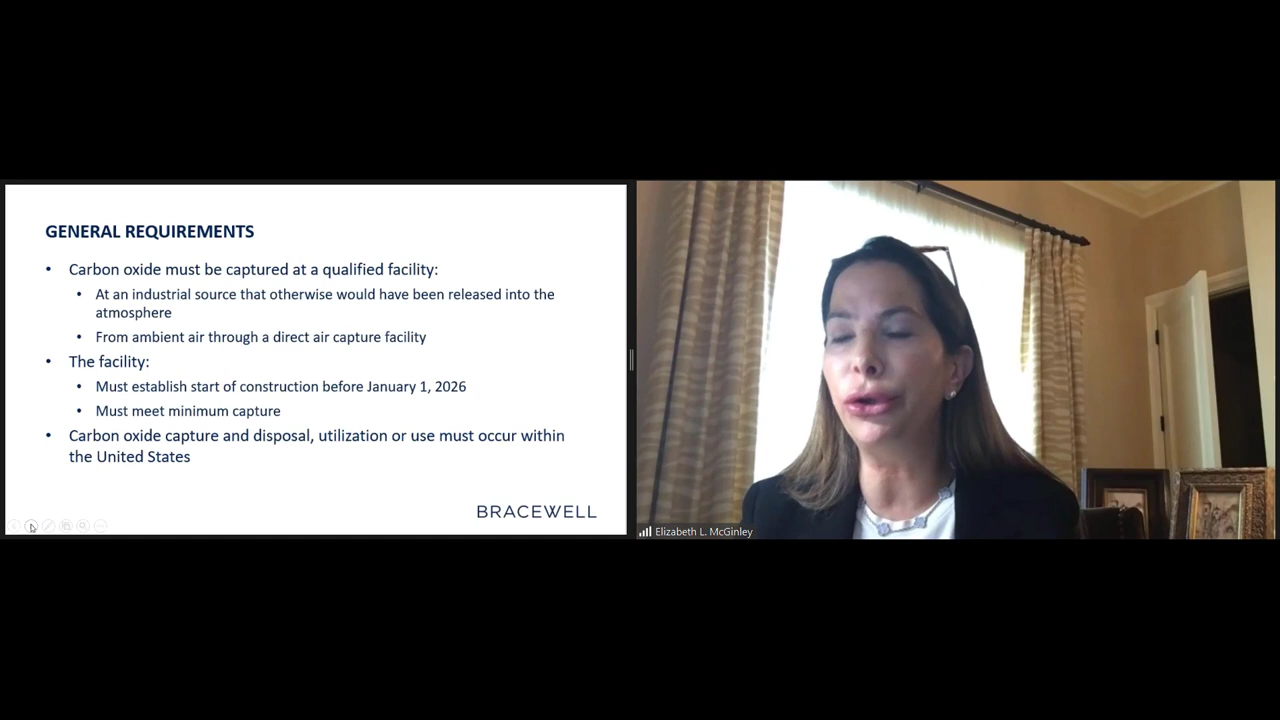 GENERAL REQUIREMENTS
• Carbon oxide must be captured at a qualified facility:
• At an industrial source that otherwise would have been released into the
atmosphere
• From ambient air through a direct air capture facility
• The facility:
• Must establish start of construction before January 1, 2026
• Must meet minimum capture
• Carbon oxide capture and disposal, utilization or use must occur within
the United States
BRACEWELL
Elizabeth L. McGinley